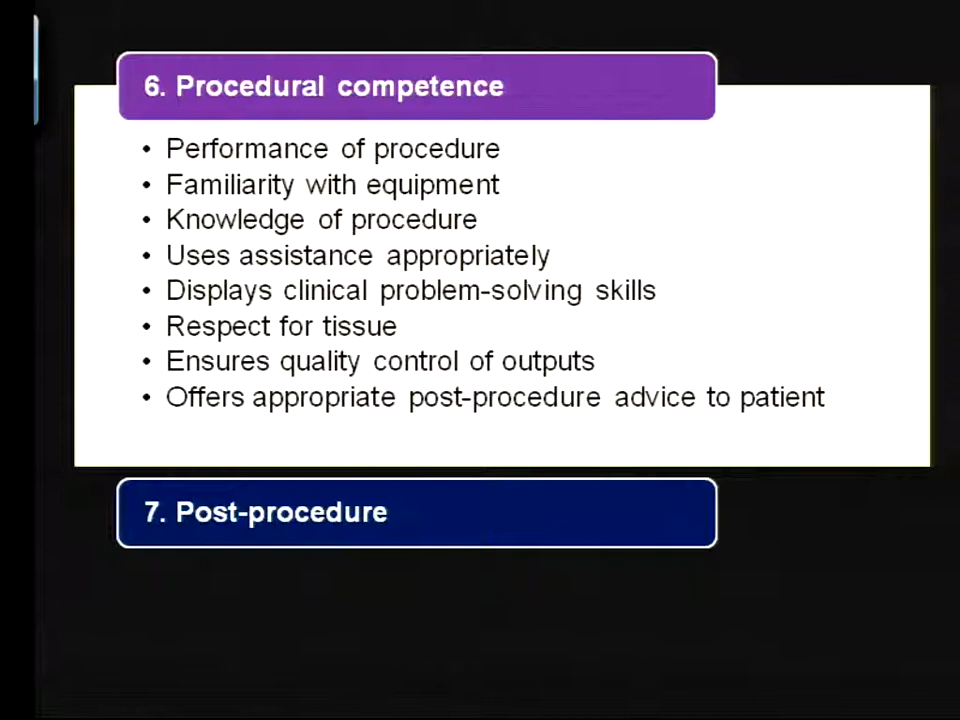 6. Procedural competence
• Performance of procedure
• Familiarity with equipment
• Knowledge of procedure
• Uses assistance appropriately
• Displays clinical problem-solving skills
• Respect for tissue
• Ensures quality control of outputs
• Offers appropriate post-procedure advice to patient
7. Post-procedure